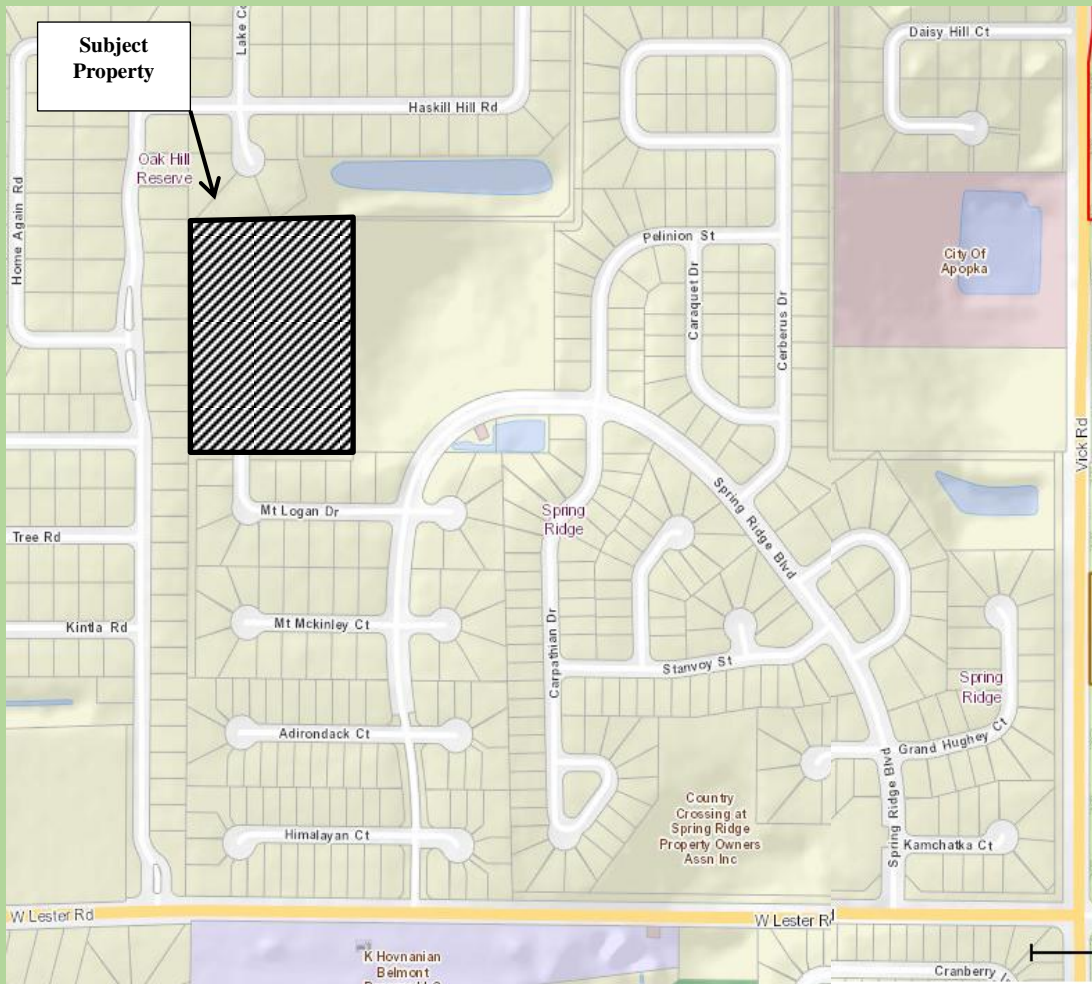 Subject
Property
Lake Co
Daisy Hill Ct
Haskill Hill Rd
Oak Hill
Reserve
Home Again Rd
Pelinion St
Caraquet Dr
Cerberus Dr
City Of
Apopka
Vick Rd
Mt Logan Dr
Spring
Ridge
Spring Ridge Blvd
Tree Rd
Kintla Rd
Mt Mckinley Ct
Carpathian Dr
Stanvoy St
Spring
Ridge
Adirondack Ct
Grand Hughey Ct
Spring Ridge Blvd
Country
Crossing at
Spring Ridge
Property Owners
Assn Inc
Himalayan Ct
Kamchatka Ct
W Lester Rd
W Lester Rd
K Hovnanian
Belmont
Cranberry